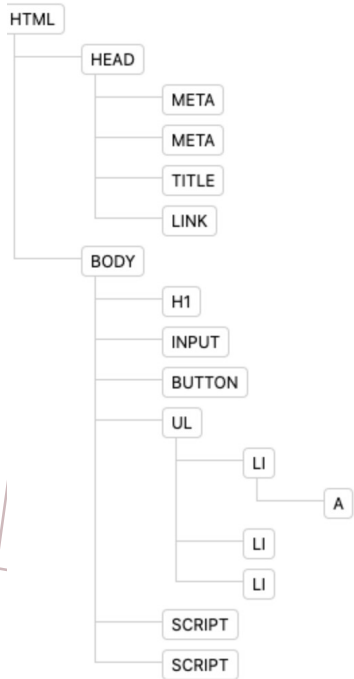 HTML
HEAD
META
META
TITLE
LINK
BODY
H1
INPUT
BUTTON
UL
LI
A
LI
LI
SCRIPT
SCRIPT